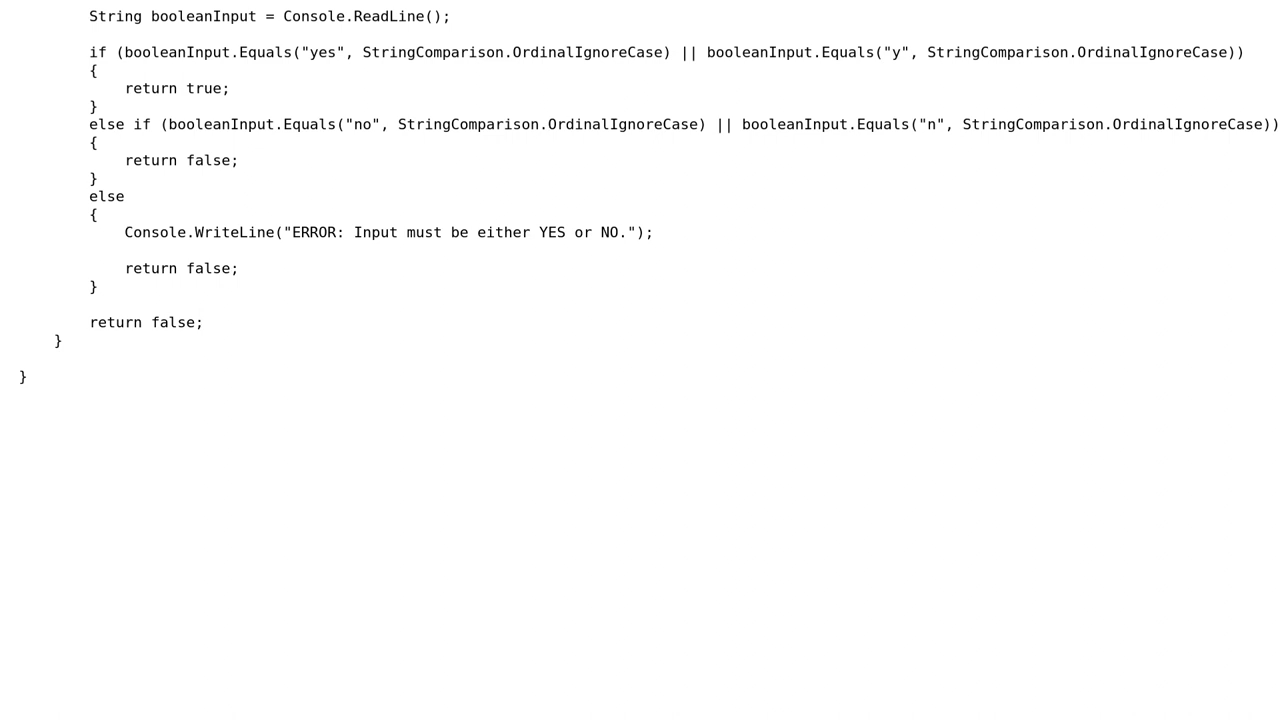 String booleanInput = Console.ReadLine();
if (booleanInput.Equals("yes", StringComparison.OrdinalIgnoreCase) || booleanInput.Equals("y", StringComparison.OrdinalIgnoreCase))
{
return true;
}
else if (booleanInput.Equals("no", StringComparison.OrdinalIgnoreCase) || booleanInput.Equals("n", StringComparison.OrdinalIgnoreCase))
{
return false;
}
else
{
Console.WriteLine("ERROR: Input must be either YES or NO.");
return false;
}
return false;
}
}